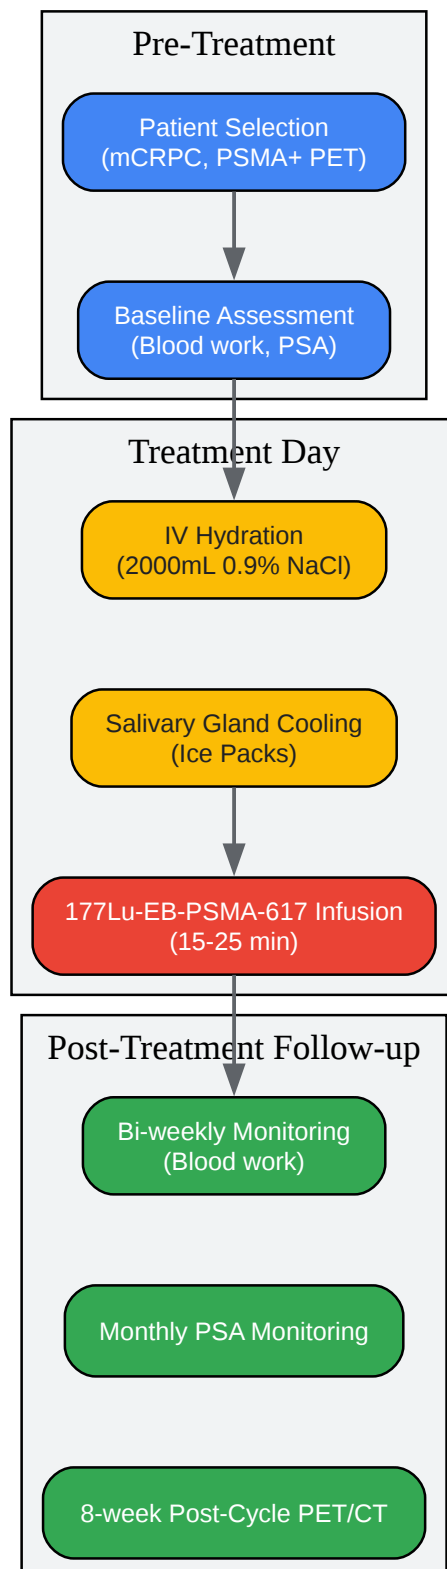 Pre-Treatment
Patient Selection
(mCRPC, PSMA+ PET)
Baseline Assessment
(Blood work, PSA)
Treatment Day
IV Hydration
(2000mL 0.9% NaCl)
Salivary Gland Cooling
(Ice Packs)
177Lu-EB-PSMA-617 Infusion
(15-25 min)
Post-Treatment Follow-up
Bi-weekly Monitoring
(Blood work)
Monthly PSA Monitoring
8-week Post-Cycle PET/CT